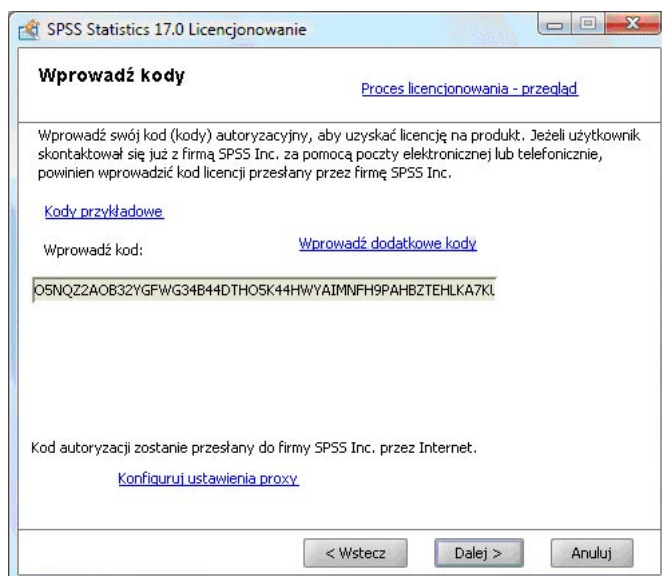 SPSS Statistics 17.0 Licencjonowanie
Wprowadź kody
Proces licencjonowania - przegląd
Wprowadź swój kod (kody) autoryzacyjny, aby uzyskać licencję na produkt. Jeżeli użytkownik
skontaktował się już z firmą SPSS Inc. za pomocą poczty elektronicznej lub telefonicznie,
powinien wprowadzić kod licencji przesłany przez firmę SPSS Inc.
Kody przykładowe
Wprowadź kod:
Wprowadź dodatkowe kody
O5NQZ2AOB32YGFWG34B44DTHO5K44HWYAIMNFH9PAHBZTEHLKA7KU
Kod autoryzacji zostanie przesłany do firmy SPSS Inc. przez Internet.
Konfiguruj ustawienia proxy
< Wstecz
Dalej >
Anuluj